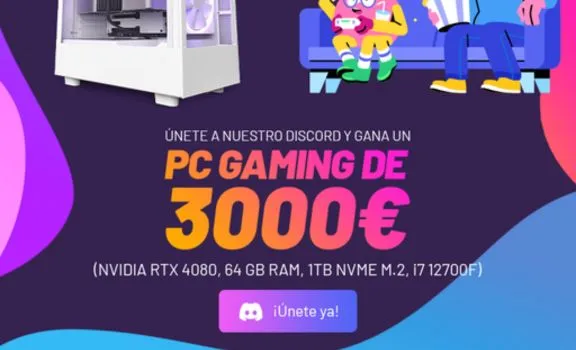 ÚNETE A NUESTRO DISCORD Y GANA UN
PC GAMING DE
3000€
(NVIDIA RTX 4080, 64 GB RAM, 1TB NVME M.2, i7 12700F)
¡Únete ya!